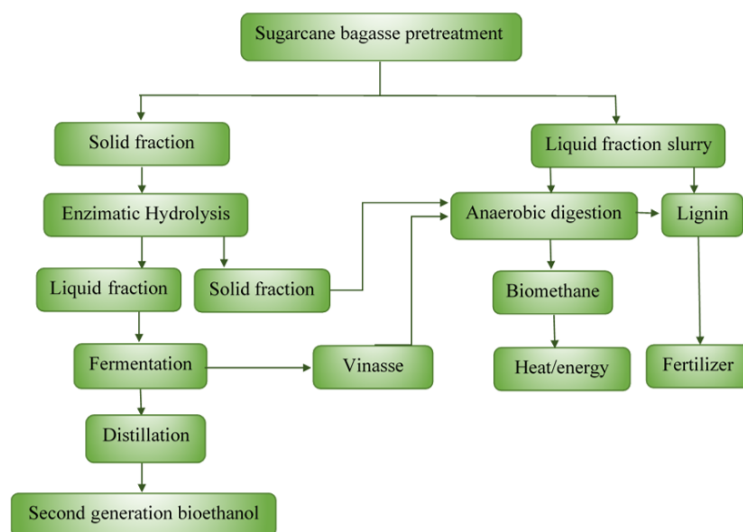 Sugarcane bagasse pretreatment
Solid fraction
Liquid fraction slurry
Enzimatic Hydrolysis
Anaerobic digestion
Lignin
Liquid fraction
Solid fraction
Biomethane
Fermentation
Vinasse
Heat/energy
Fertilizer
Distillation
Second generation bioethanol